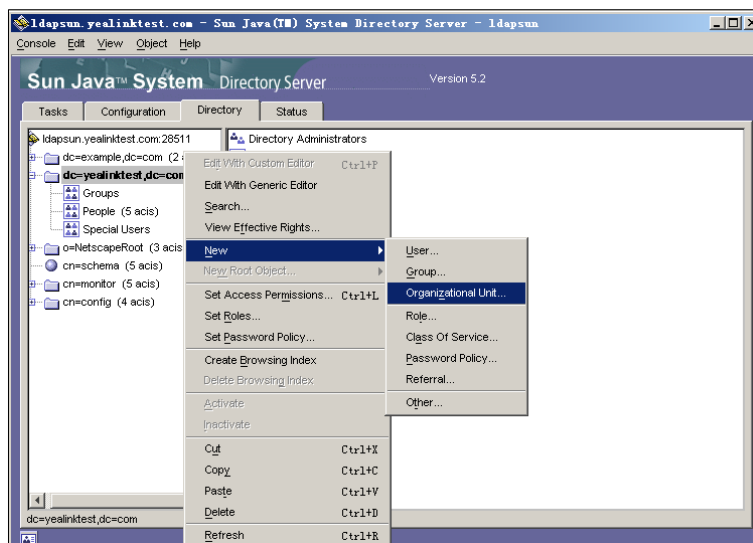 ldapsun.yealinktest.com - Sun Java(TM) System Directory Server - ldapsun
Console Edit View Object Help
Sun Java™ System Directory Server Version 5.2
Tasks Configuration Directory Status
ldapsun.yealinktest.com:28511
dc=example,dc=com (2
dc=yealinktest,dc=com
Groups
People (5 acis)
Special Users
o=NetscapeRoot (3 acis
cn=schema (5 acis)
cn=monitor (5 acis)
cn=config (4 acis)
Directory Administrators
Edit With Custom Editor Ctrl+P
Edit With Generic Editor
Search...
View Effective Rights...
New
New Root Object...
Set Access Permissions... Ctrl+L
Set Roles...
Set Password Policy...
Create Browsing Index
Delete Browsing Index
Activate
Inactivate
Cut Ctrl+X
Copy Ctrl+C
Paste Ctrl+V
Delete Ctrl+D
Refresh Ctrl+R
User...
Group...
Organizational Unit...
Role...
Class Of Service...
Password Policy...
Referral...
Other...
dc=yealinktest,dc=com